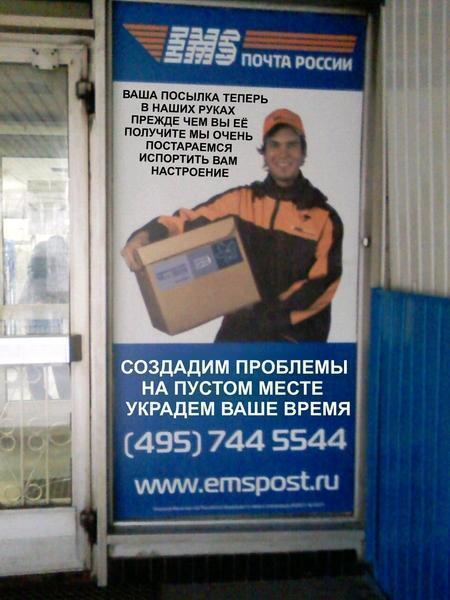 EMS ПОЧТА РОССИИ
ВАША ПОСЫЛКА ТЕПЕРЬ
В НАШИХ РУКАХ
ПРЕЖДЕ ЧЕМ ВЫ ЕЁ
ПОЛУЧИТЕ МЫ ОЧЕНЬ
ПОСТАРАЕМСЯ
ИСПОРТИТЬ ВАМ
НАСТРОЕНИЕ
СОЗДАДИМ ПРОБЛЕМЫ
НА ПУСТОМ МЕСТЕ
УКРАДЕМ ВАШЕ ВРЕМЯ
(495) 744 5544
www.emspost.ru